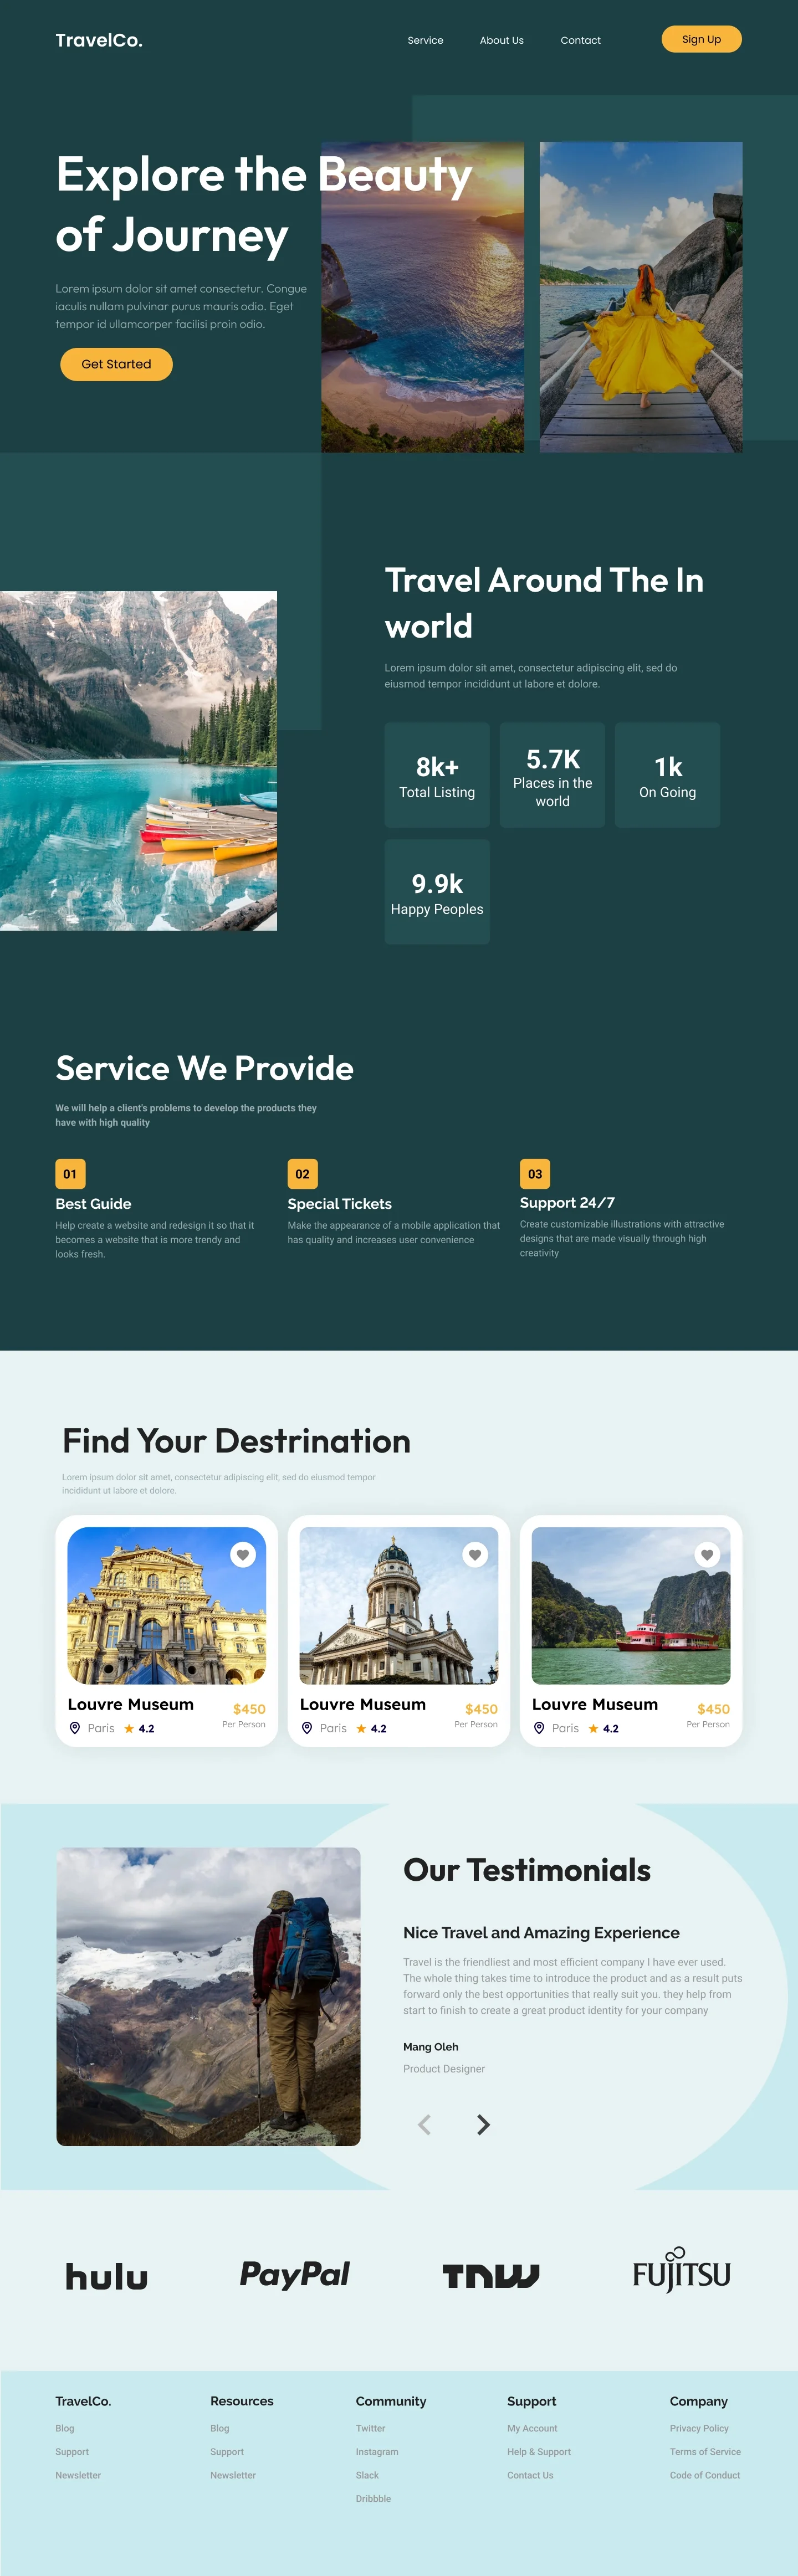 TravelCo.
Service
About Us
Contact
Sign Up
Explore the Beauty
of Journey
Lorem ipsum dolor sit amet consectetur. Congue
iaculis nullam pulvinar purus mauris odio. Eget
tempor id ullamcorper facilisi proin odio.
Get Started
Travel Around The In
world
Lorem ipsum dolor sit amet, consectetur adipiscing elit, sed do
eiusmod tempor incididunt ut labore et dolore.
8k+
Total Listing
5.7K
Places in the
world
1k
On Going
9.9k
Happy Peoples
Service We Provide
We will help a client's problems to develop the products they
have with high quality
01
Best Guide
Help create a website and redesign it so that it
becomes a website that is more trendy and
looks fresh.
02
Special Tickets
Make the appearance of a mobile application that
has quality and increases user convenience
03
Support 24/7
Create customizable illustrations with attractive
designs that are made visually through high
creativity
Find Your Destrination
Lorem ipsum dolor sit amet, consectetur adipiscing elit, sed do eiusmod tempor
incididunt ut labore et dolore.
Louvre Museum
$450
Paris
4.2
Per Person
Louvre Museum
$450
Paris
4.2
Per Person
Louvre Museum
$450
Paris
4.2
Per Person
Our Testimonials
Nice Travel and Amazing Experience
Travel is the friendliest and most efficient company I have ever used.
The whole thing takes time to introduce the product and as a result puts
forward only the best opportunities that really suit you. they help from
start to finish to create a great product identity for your company
Mang Oleh
Product Designer
hulu
PayPal
TNW
FUJITSU
TravelCo.
Blog
Support
Newsletter
Resources
Blog
Support
Newsletter
Community
Twitter
Instagram
Slack
Dribbble
Support
My Account
Help & Support
Contact Us
Company
Privacy Policy
Terms of Service
Code of Conduct